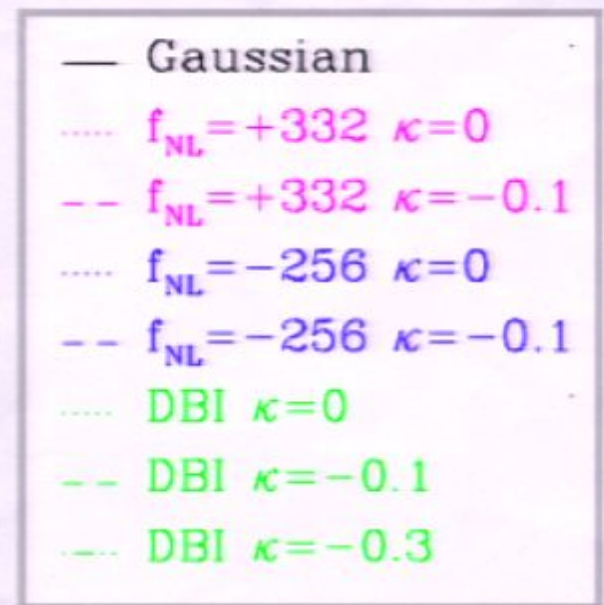 Gaussian
f_NL=+332 κ=0
f_NL=+332 κ=-0.1
f_NL=-256 κ=0
f_NL=-256 κ=-0.1
DBI κ=0
DBI κ=-0.1
DBI κ=-0.3